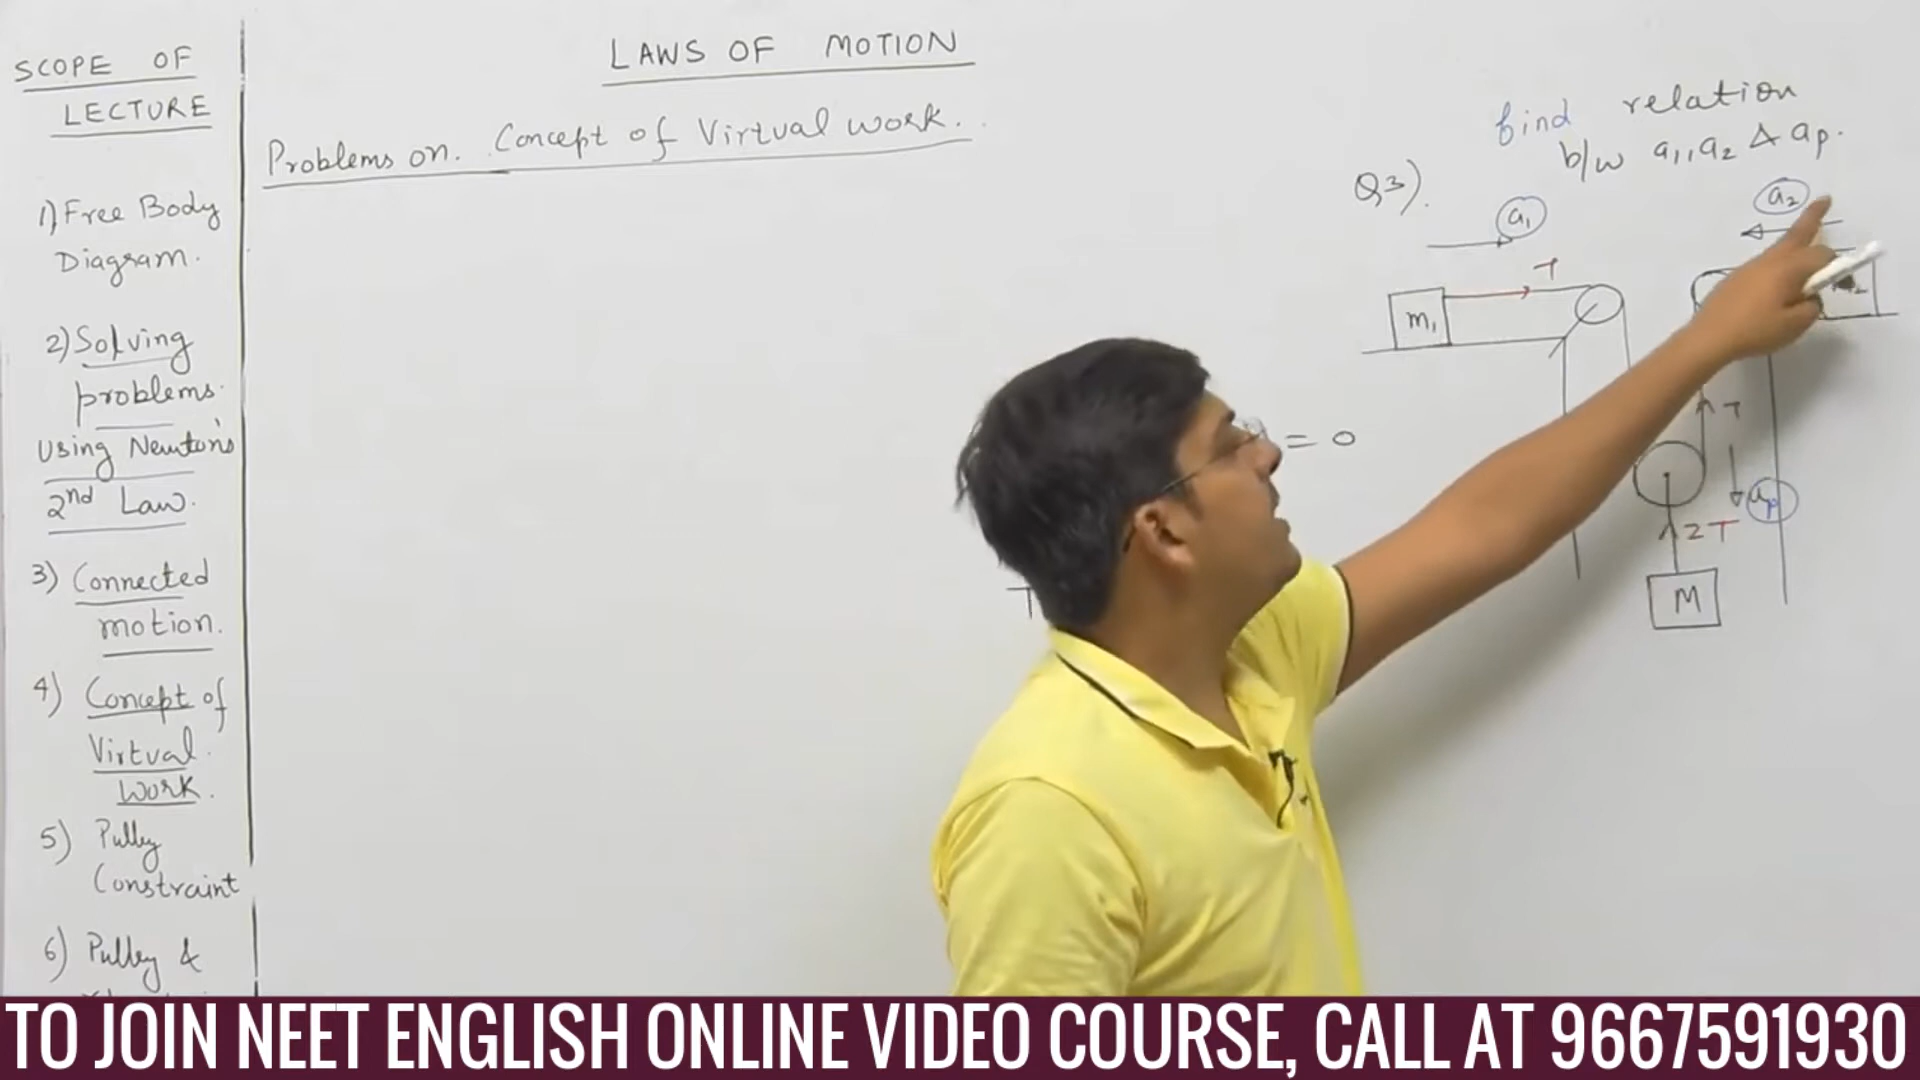 SCOPE OF
LECTURE
1) Free Body
Diagram.
2) Solving
problems.
Using Newton's
2nd Law.
3) Connected
motion.
4) Concept of
Virtual
Work.
5) Pully
Constraint
6) Pulley &
LAWS OF MOTION
Problems on. Concept of Virtual work.
find relation
b/w a1, a2 & ap.
Q3).
a1
a2
T
m1
= 0
T
ap
2T
M
T
TO JOIN NEET ENGLISH ONLINE VIDEO COURSE, CALL AT 9667591930